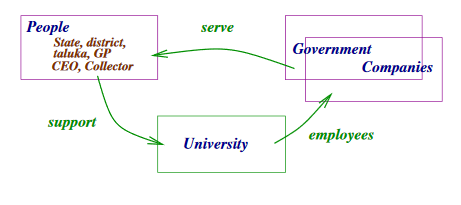 People
State, district,
taluka, GP
CEO, Collector
serve
Government
Companies
support
University
employees